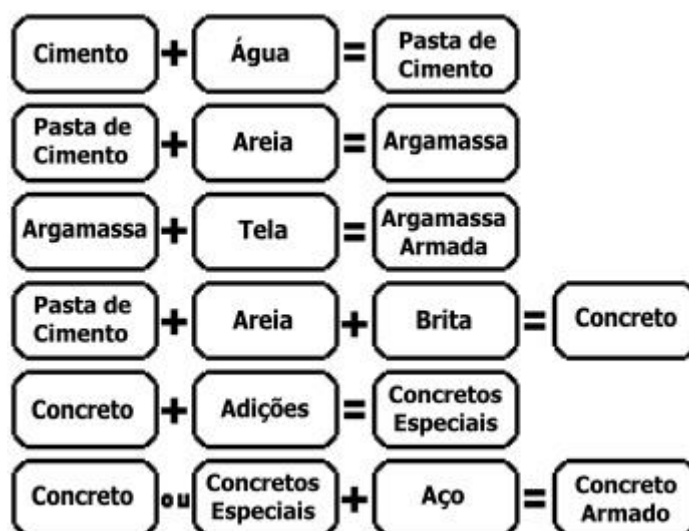 Cimento + Água = Pasta de Cimento
Pasta de Cimento + Areia = Argamassa
Argamassa + Tela = Argamassa Armada
Pasta de Cimento + Areia + Brita = Concreto
Concreto + Adições = Concretos Especiais
Concreto ou Concretos Especiais + Aço = Concreto Armado